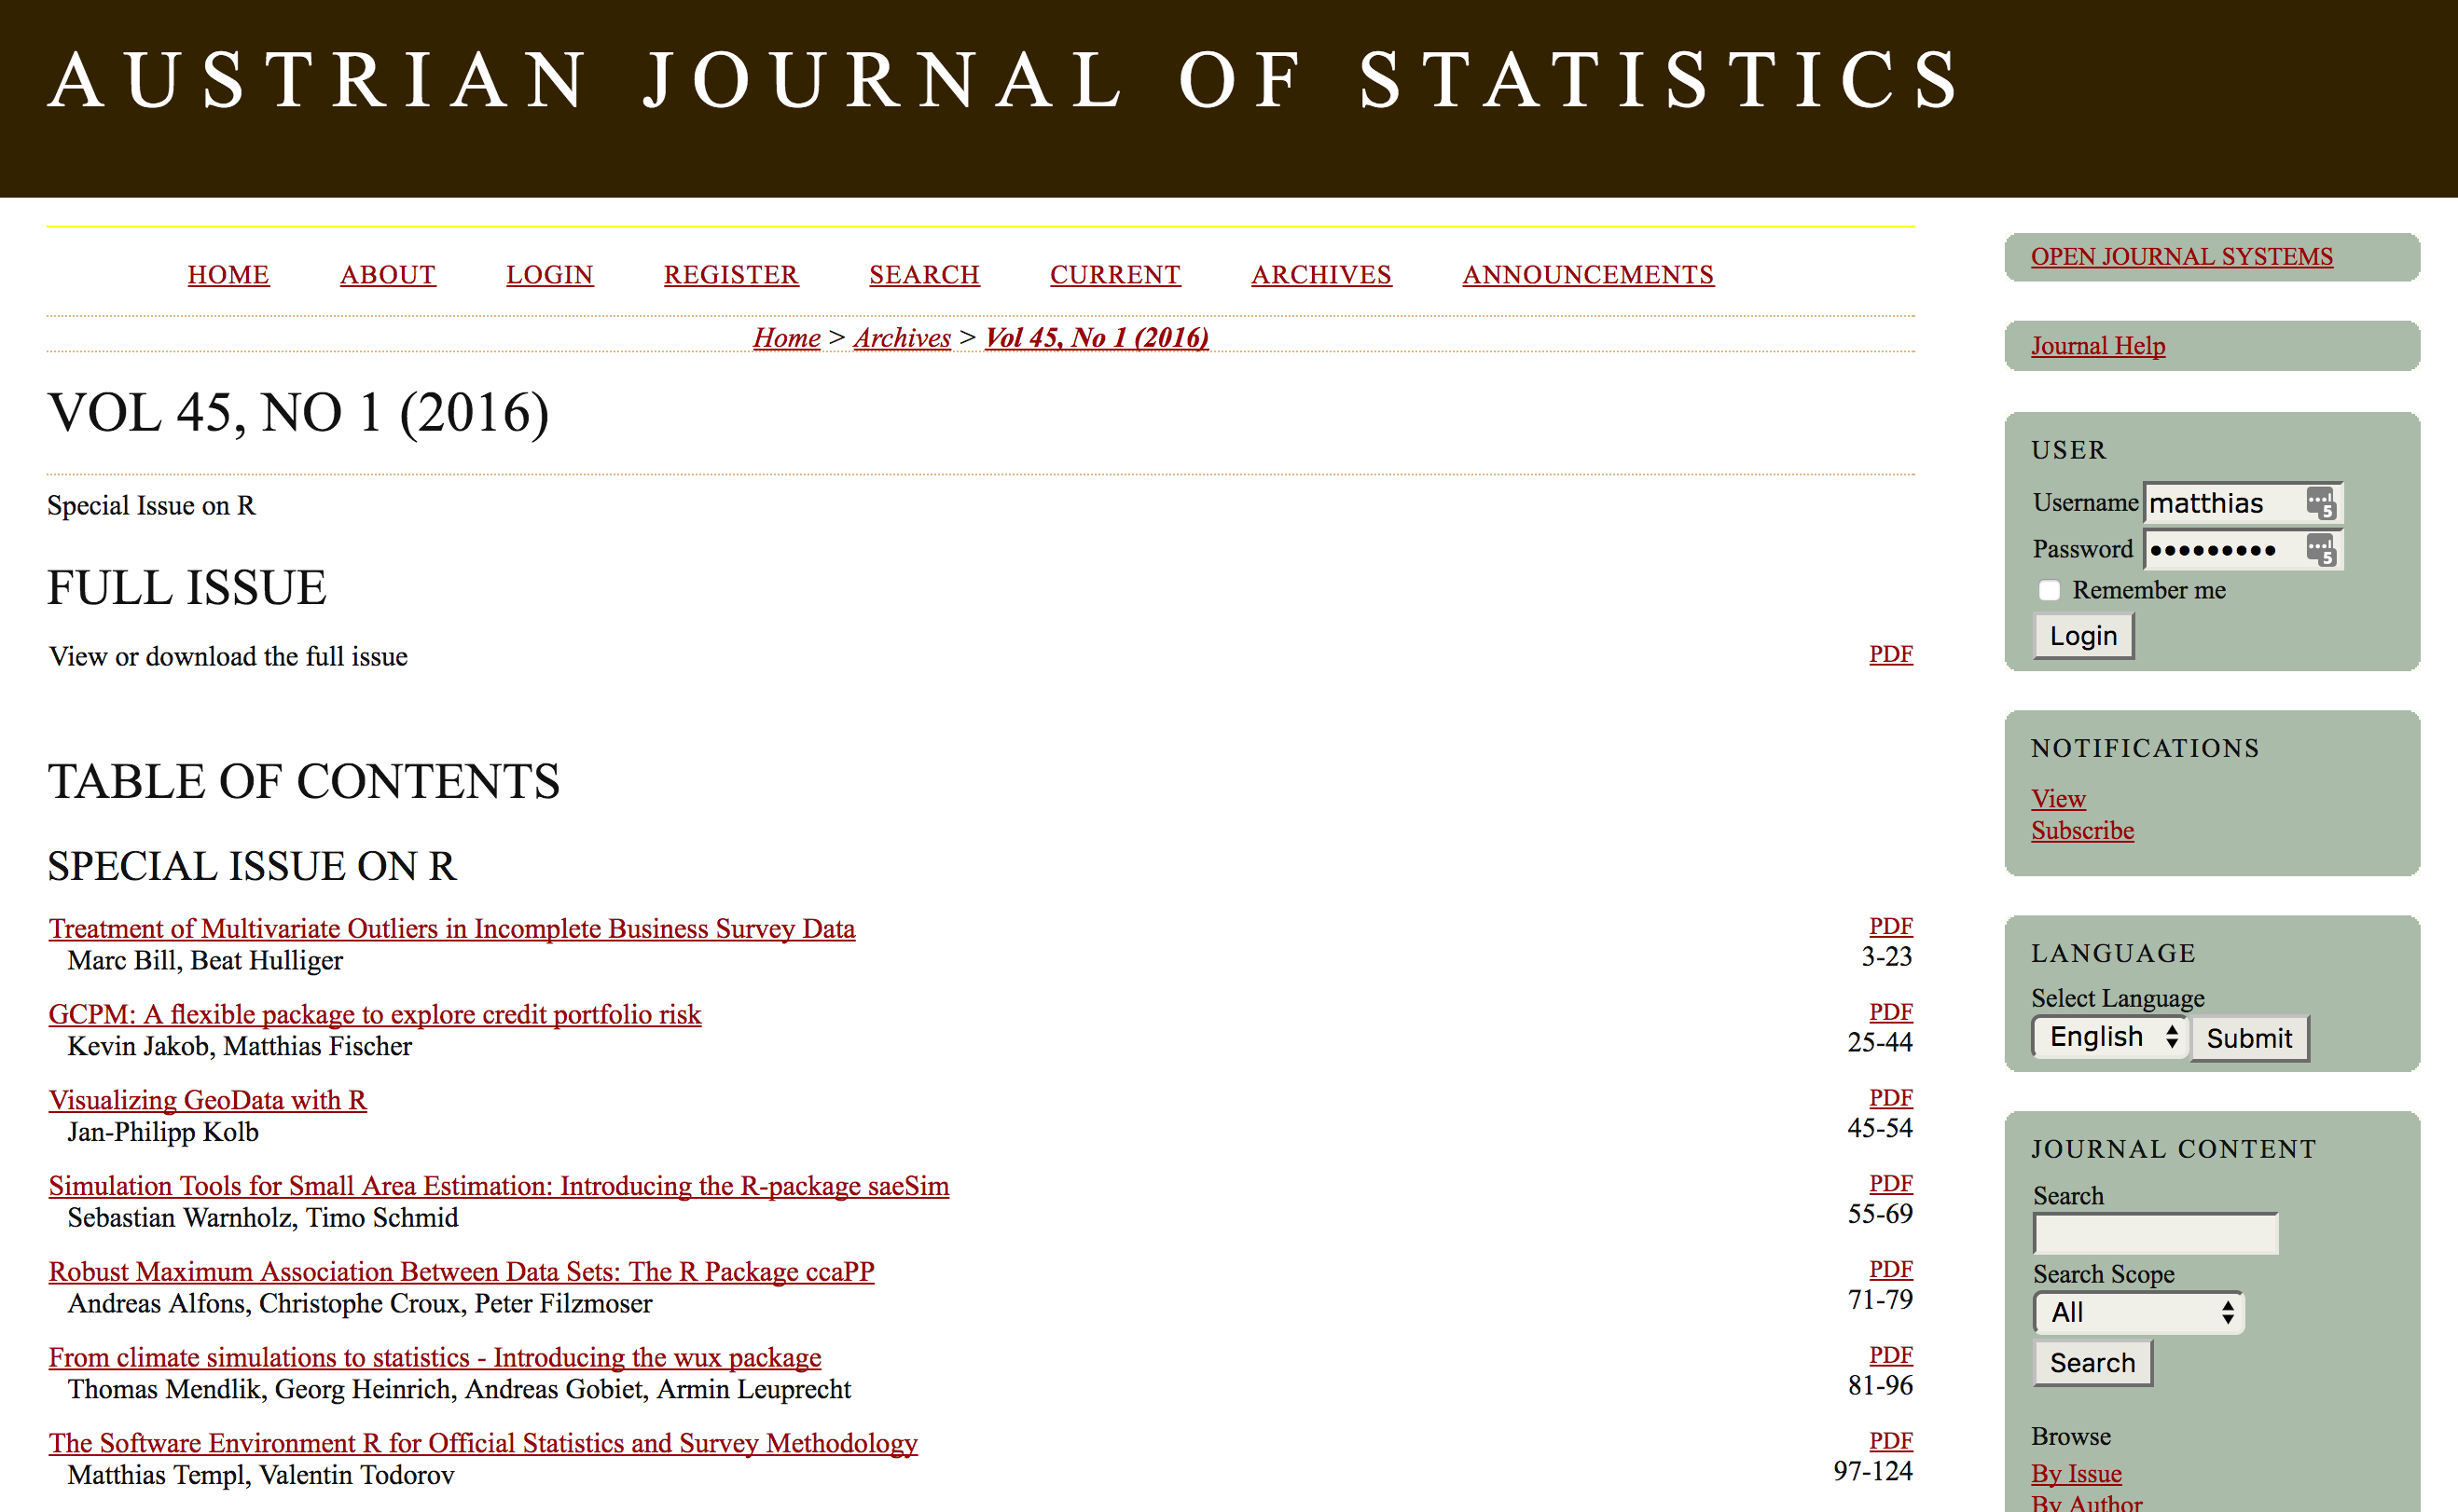 AUSTRIAN JOURNAL OF STATISTICS
HOME ABOUT LOGIN REGISTER SEARCH CURRENT ARCHIVES ANNOUNCEMENTS
Home > Archives > Vol 45, No 1 (2016)
VOL 45, NO 1 (2016)
Special Issue on R
FULL ISSUE
View or download the full issue PDF
TABLE OF CONTENTS
SPECIAL ISSUE ON R
Treatment of Multivariate Outliers in Incomplete Business Survey Data PDF
Marc Bill, Beat Hulliger 3-23
GCPM: A flexible package to explore credit portfolio risk PDF
Kevin Jakob, Matthias Fischer 25-44
Visualizing GeoData with R PDF
Jan-Philipp Kolb 45-54
Simulation Tools for Small Area Estimation: Introducing the R-package saeSim PDF
Sebastian Warnholz, Timo Schmid 55-69
Robust Maximum Association Between Data Sets: The R Package ccaPP PDF
Andreas Alfons, Christophe Croux, Peter Filzmoser 71-79
From climate simulations to statistics - Introducing the wux package PDF
Thomas Mendlik, Georg Heinrich, Andreas Gobiet, Armin Leuprecht 81-96
The Software Environment R for Official Statistics and Survey Methodology PDF
Matthias Templ, Valentin Todorov 97-124
OPEN JOURNAL SYSTEMS
Journal Help
USER
Username matthias 5
Password ••••••••• 5
Remember me
Login
NOTIFICATIONS
View
Subscribe
LANGUAGE
Select Language
English Submit
JOURNAL CONTENT
Search
Search Scope
All
Search
Browse
By Issue
By Author